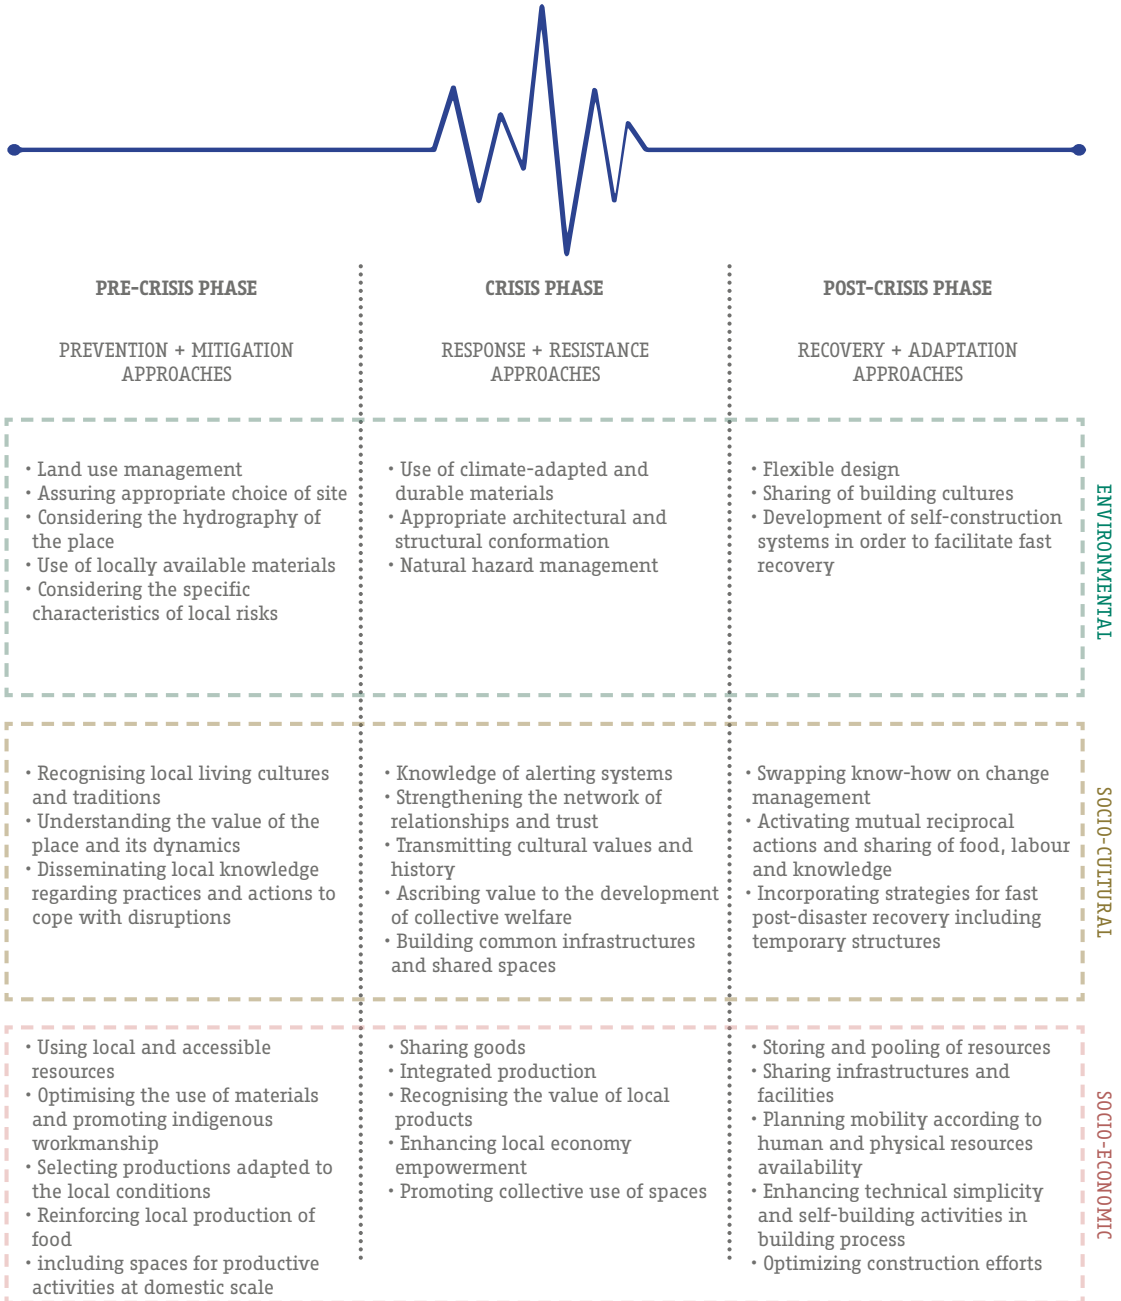 PRE-CRISIS PHASE
PREVENTION + MITIGATION
APPROACHES
CRISIS PHASE
RESPONSE + RESISTANCE
APPROACHES
POST-CRISIS PHASE
RECOVERY + ADAPTATION
APPROACHES
• Land use management
• Assuring appropriate choice of site
• Considering the hydrography of
the place
• Use of locally available materials
• Considering the specific
characteristics of local risks
• Use of climate-adapted and
durable materials
• Appropriate architectural and
structural conformation
• Natural hazard management
• Flexible design
• Sharing of building cultures
• Development of self-construction
systems in order to facilitate fast
recovery
ENVIRONMENTAL
• Recognising local living cultures
and traditions
• Understanding the value of the
place and its dynamics
• Disseminating local knowledge
regarding practices and actions to
cope with disruptions
• Knowledge of alerting systems
• Strengthening the network of
relationships and trust
• Transmitting cultural values and
history
• Ascribing value to the development
of collective welfare
• Building common infrastructures
and shared spaces
• Swapping know-how on change
management
• Activating mutual reciprocal
actions and sharing of food, labour
and knowledge
• Incorporating strategies for fast
post-disaster recovery including
temporary structures
SOCIO-CULTURAL
• Using local and accessible
resources
• Optimising the use of materials
and promoting indigenous
workmanship
• Selecting productions adapted to
the local conditions
• Reinforcing local production of
food
• including spaces for productive
activities at domestic scale
• Sharing goods
• Integrated production
• Recognising the value of local
products
• Enhancing local economy
empowerment
• Promoting collective use of spaces
• Storing and pooling of resources
• Sharing infrastructures and
facilities
• Planning mobility according to
human and physical resources
availability
• Enhancing technical simplicity
and self-building activities in
building process
• Optimizing construction efforts
SOCIO-ECONOMIC